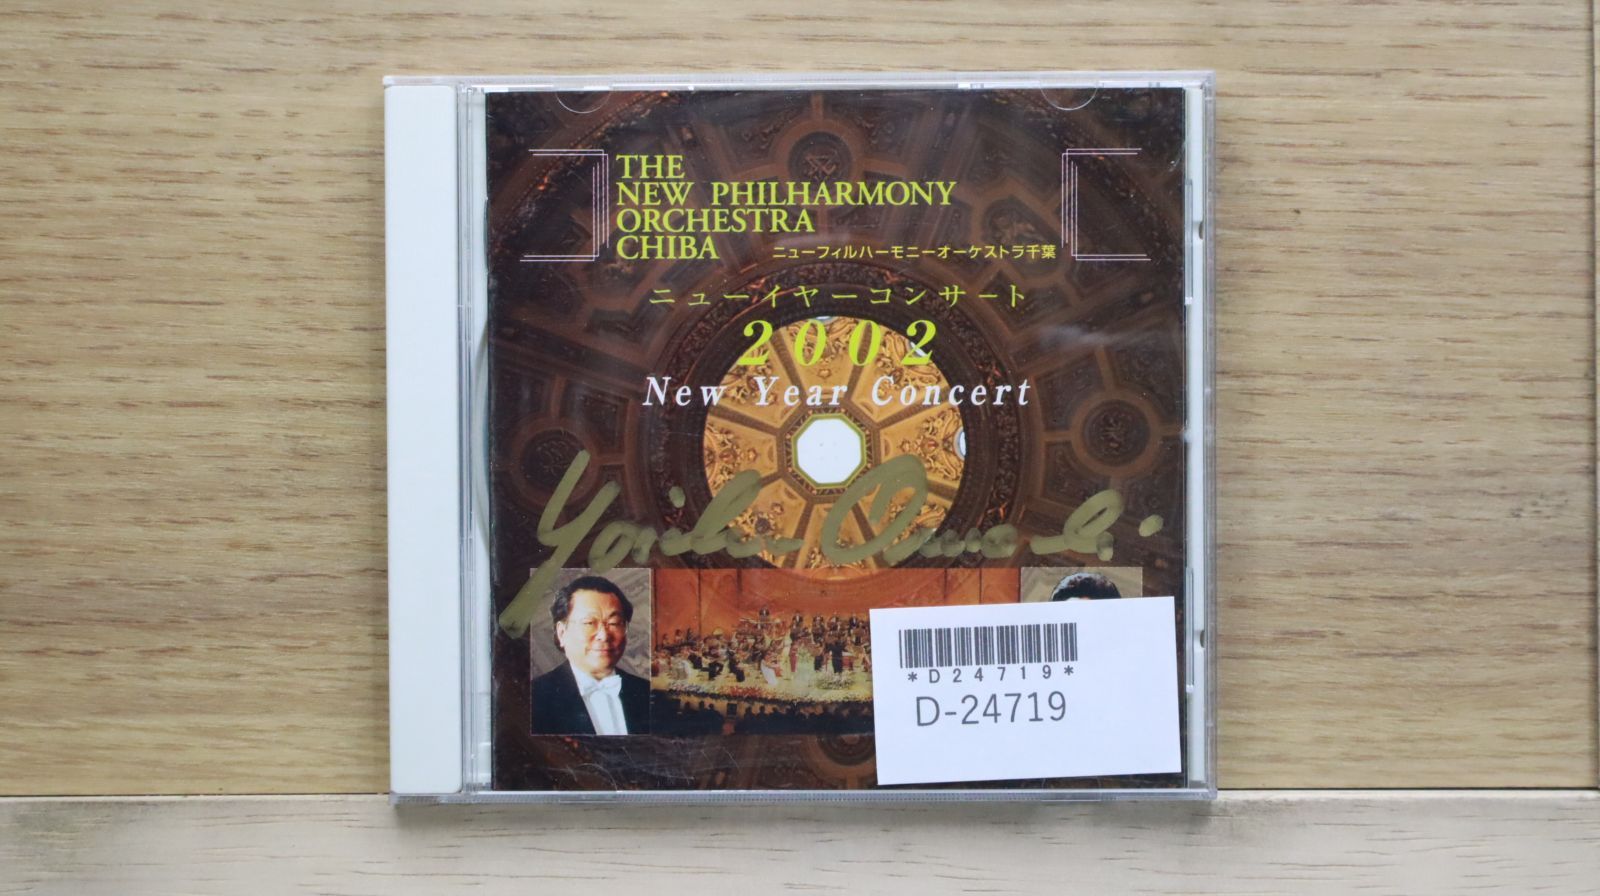 THE
NEW PHILHARMONY
ORCHESTRA
CHIBA ニューフィルハーモニーオーケストラ千葉
ニューイヤーコンサート
2002
New Year Concert
*D24719*
D-24719